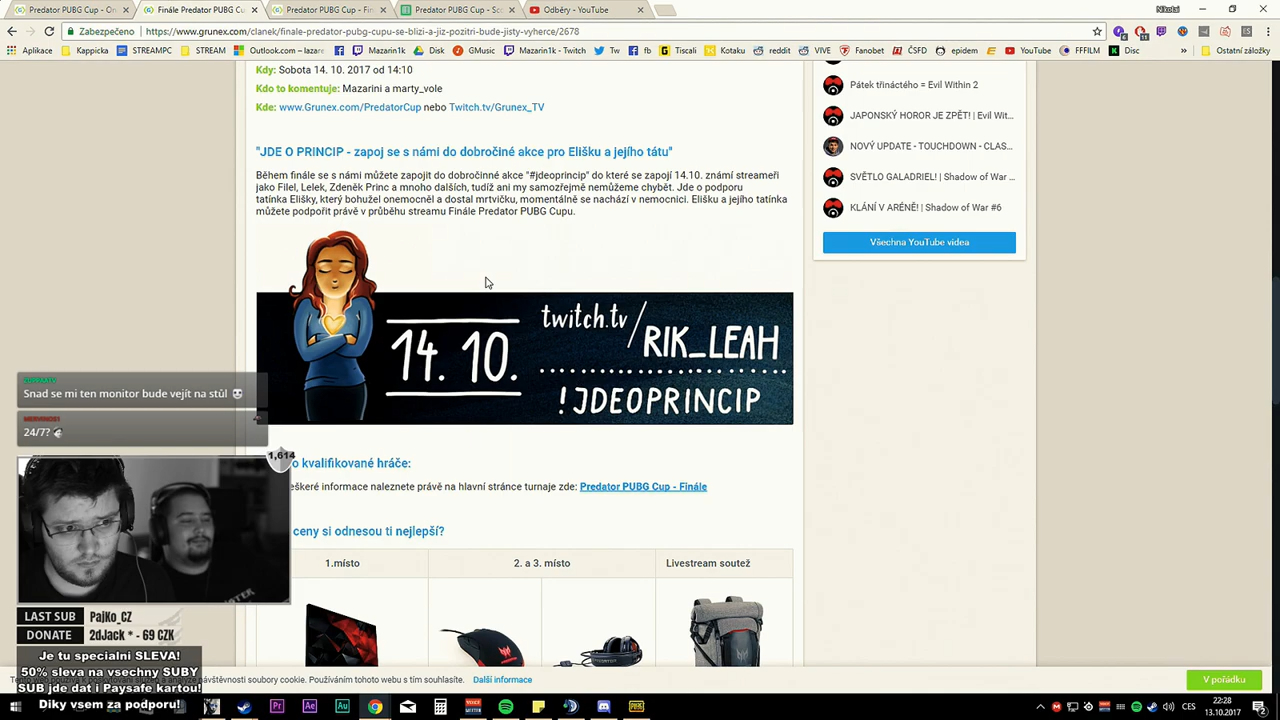 Predator PUBG Cup - On
Finále Predator PUBG Cu
Predator PUBG Cup - Fin
Predator PUBG Cup - Sco
Odběry - YouTube
Nikolai
Zabezpečeno
https://www.grunex.com/clanek/finale-predator-pubg-cupu-se-blizi-a-jiz-pozitri-bude-jisty-vyherce/2678
Aplikace
Kappicka
STREAMPC
STREAM
Outlook.com – lazare
Mazarin1k
Disk
GMusic
Mazarin1k - Twitch
Tw
fb
Tiscali
Kotaku
reddit
VIVE
Fanobet
ČSFD
epidem
YouTube
FFFILM
Disc
Ostatní záložky
Kdy: Sobota 14. 10. 2017 od 14:10
Kdo to komentuje: Mazarini a marty_vole
Kde: www.Grunex.com/PredatorCup nebo Twitch.tv/Grunex_TV
"JDE O PRINCIP - zapoj se s námi do dobročiné akce pro Elišku a jejího tátu"
Během finále se s námi můžete zapojit do dobročiné akce "#jdeoprincip" do které se zapojí 14.10. známí streameři
jako Filel, Lelek, Zdeněk Princ a mnoho dalších, tudíž ani my samozřejmě nemůžeme chybět. Jde o podporu
tatínka Elišky, který bohužel onemocněl a dostal mrtvičku, momentálně se nachází v nemocnici. Elišku a jejího tatínka
můžete podpořit právě v průběhu streamu Finále Predator PUBG Cupu.
14. 10.
twitch.tv/
RIK_LEAH
!JDEOPRINCIP
Pátek třináctého = Evil Within 2
JAPONSKÝ HOROR JE ZPĚT! | Evil Wit...
NOVÝ UPDATE - TOUCHDOWN - CLAS...
SVĚTLO GALADRIEL! | Shadow of War ...
KLÁNÍ V ARÉNĚ! | Shadow of War #6
Všechna YouTube videa
Snad se mi ten monitor bude vejít na stůl
24/7?
1,614
o kvalifikované hráče:
eškeré informace naleznete právě na hlavní stránce turnaje zde: Predator PUBG Cup - Finále
ceny si odnesou ti nejlepší?
1.místo
2. a 3. místo
Livestream soutež
LAST SUB PajKo_CZ
DONATE 2dJack * - 69 CZK
Je tu specialni SLEVA!
50% sleva na vsechny SUBY
SUB jde dat i Paysafe kartou!
Diky vsem za podporu!
návštěvnosti soubory cookie. Používáním tohoto webu s tím souhlasíte. Další informace
V pořádku
CES
22:28
13.10.2017